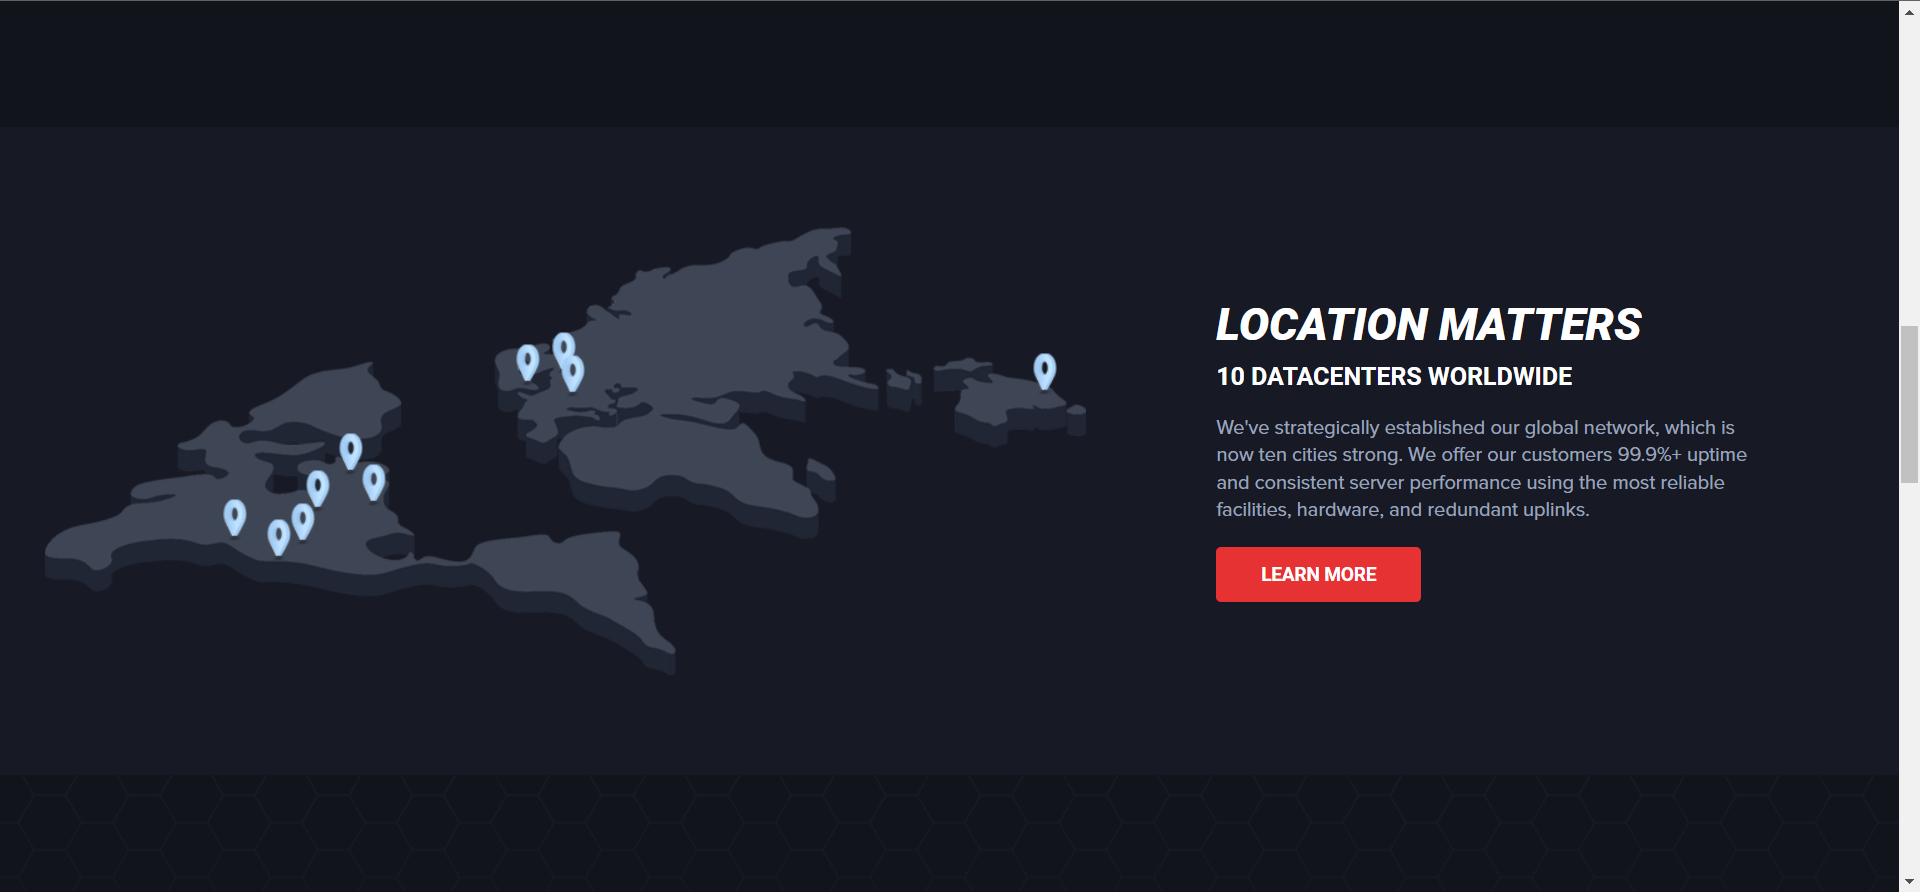 LOCATION MATTERS
10 DATACENTERS WORLDWIDE
We've strategically established our global network, which is
now ten cities strong. We offer our customers 99.9%+ uptime
and consistent server performance using the most reliable
facilities, hardware, and redundant uplinks.
LEARN MORE